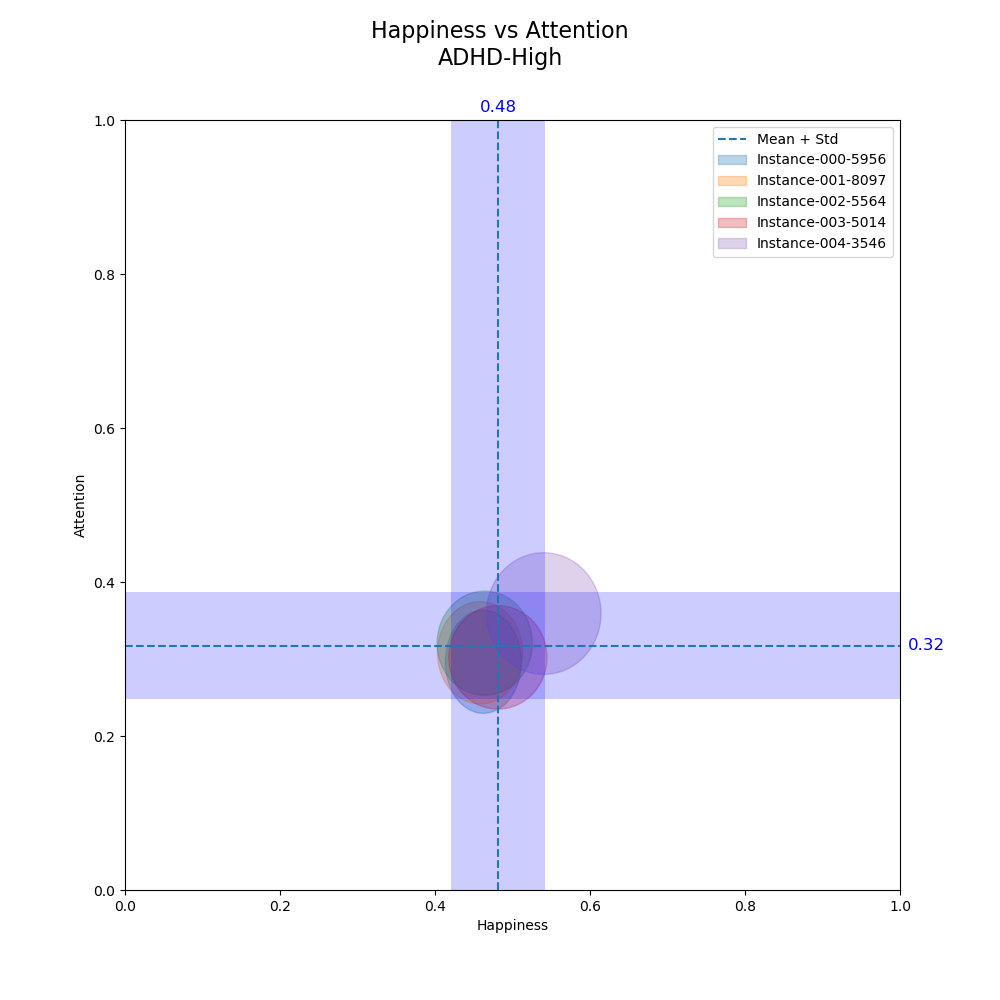 Happiness vs Attention
ADHD-High
0.48
1.0
0.8
0.6
0.4
0.2
0.0
Attention
Mean + Std
Instance-000-5956
Instance-001-8097
Instance-002-5564
Instance-003-5014
Instance-004-3546
0.32
0.0
0.2
0.4
0.6
0.8
1.0
Happiness